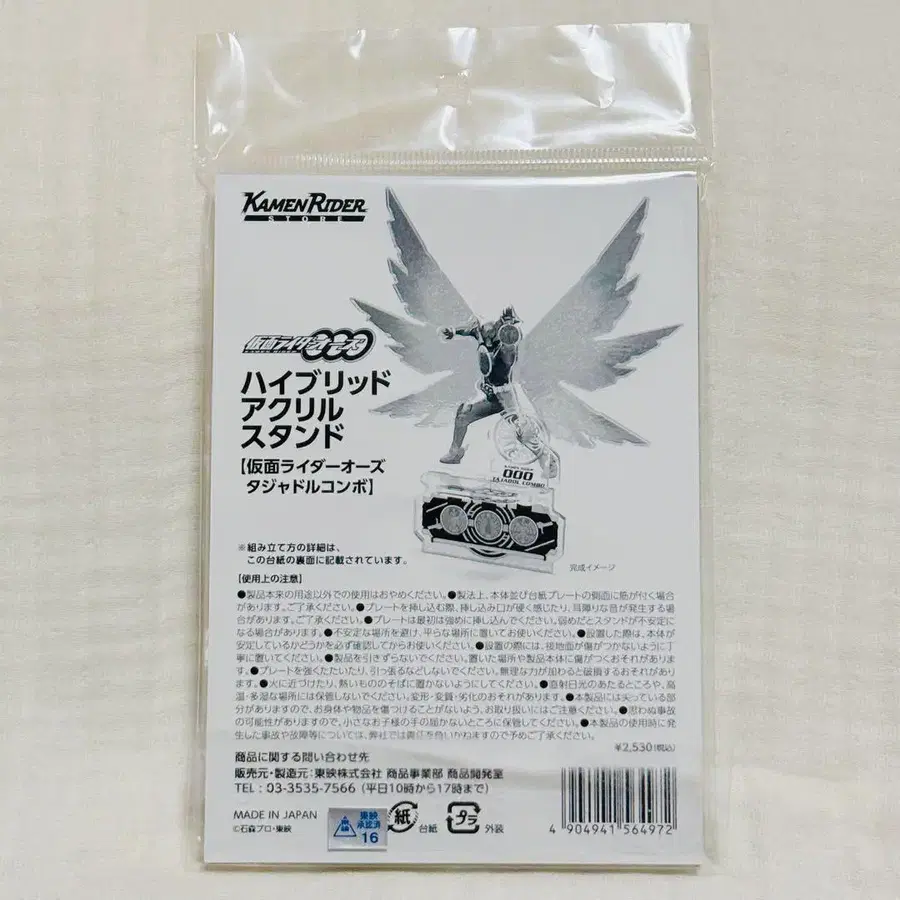 KAMEN RIDER
STORE
仮面ライダーオーズ
ハイブリッド
アクリル
スタンド
【仮面ライダーオーズ
タジャドルコンボ】
KAMEN RIDER
OOO
TAJADOL COMBO
※組み立て方の詳細は、
この台紙の裏面に記載されています。
完成イメージ
【使用上の注意】
●製品本来の用途以外での使用はおやめください。●製法上、本体並び台紙プレートの側面に筋が付く場合
があります。ご了承ください。●プレートを挿し込む際、挿し込み口が硬く感じたり、耳障りな音が発生する場
合があります。ご了承ください。●プレートは最初は強めに挿し込んでください。弱めだとスタンドが不安定に
なる場合があります。●不安定な場所を避け、平らな場所に置いてお使いください。●設置した際は、本体が
安定しているかどうかを必ず確認してからお使いください。●設置の際には、接地面が傷がつかないように丁
寧に置いてください。●製品を引きずらないでください。置いた場所や製品本体に傷がつくおそれがありま
す。●プレートを強くたたいたり、引っ張るなどしないでください。無理な力が加わると破損するおそれがあり
ます。●火に近づけたり、熱いもののそばに置かないようにしてください。●直射日光のあたるところや、高
温・多湿な場所には保管しないでください。変形・変質・劣化のおそれがあります。●本製品には尖っている部
分がありますので、お身体や物品を傷つけることがないよう、お取り扱いにはご注意ください。●思わぬ事故
の可能性がありますので、小さなお子様の手の届かないところに保管してください。●本製品の使用時に発
生した事故や故障等については、弊社では責任を負いかねますので予めご了承ください。
¥2,530(税込)
商品に関する問い合わせ先
販売元・製造元:東映株式会社 商品事業部 商品開発室
TEL:03-3535-7566 (平日10時から17時まで)
MADE IN JAPAN
©石森プロ・東映
東映
承認済
16
紙 台紙
プラ 外装
4 904941 564972